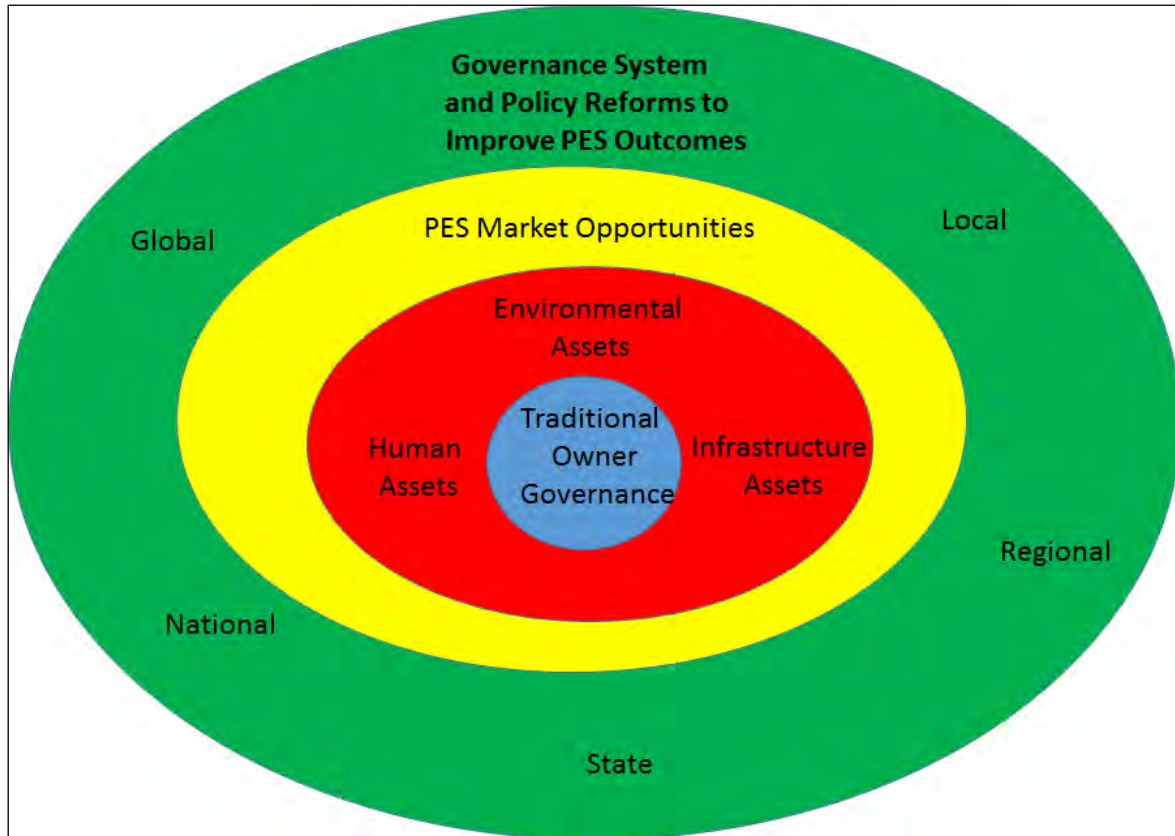 Governance System
and Policy Reforms to
Improve PES Outcomes
Global
Local
PES Market Opportunities
Environmental
Assets
Traditional
Owner
Governance
Human
Assets
Infrastructure
Assets
Regional
National
State